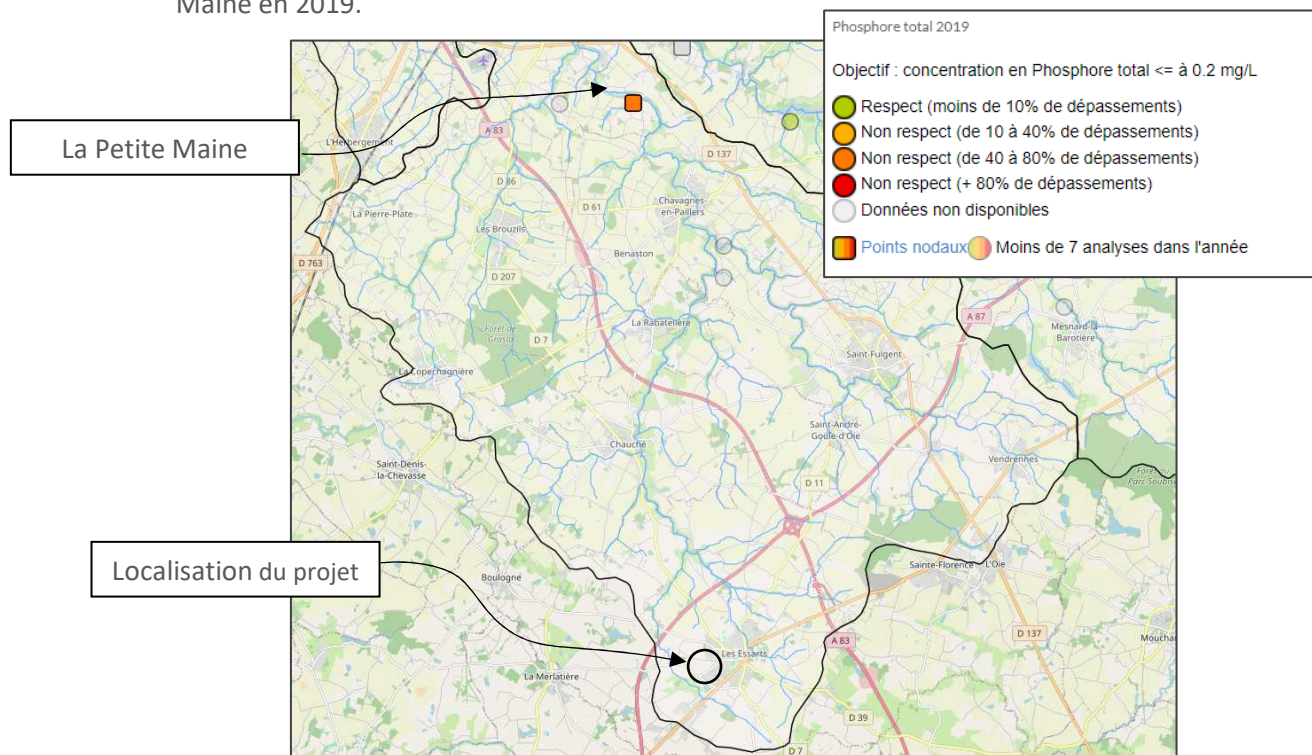 Maine en 2019.
Phosphore total 2019
Objectif : concentration en Phosphore total <= à 0.2 mg/L
Respect (moins de 10% de dépassements)
Non respect (de 10 à 40% de dépassements)
Non respect (de 40 à 80% de dépassements)
Non respect (+ 80% de dépassements)
Données non disponibles
Points nodaux
Moins de 7 analyses dans l'année
La Petite Maine
L'Herbergement
A 83
D 137
D 86
D 61
Chavagnes-
en-Paillers
La Pierre-Plate
Les Brouzils
Benaston
D 763
D 207
A 87
La Rabatelière
Mesnard-la-
Barotière
Forêt de
Grasla
D 7
Saint-Fulgent
La Copechagnière
Saint-André-
Goule-d'Oie
Chauché
Vendrennes
Saint-Denis-
la-Chevasse
Forêt du
Parc Soubise
D 11
Localisation du projet
Boulogne
Sainte-Florence
L'Oie
D 137
A 83
Mouchar
Les Essarts
La Merlatière
D 39
D 7